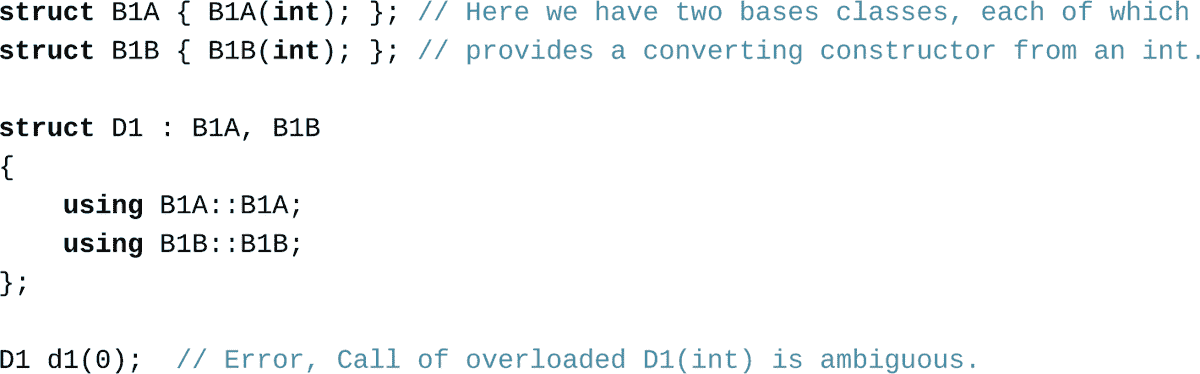 struct B1A { B1A(int); }; // Here we have two bases classes, each of which
struct B1B { B1B(int); }; // provides a converting constructor from an int.
struct D1 : B1A, B1B
{
    using B1A::B1A;
    using B1B::B1B;
};
D1 d1(0);  // Error, Call of overloaded D1(int) is ambiguous.